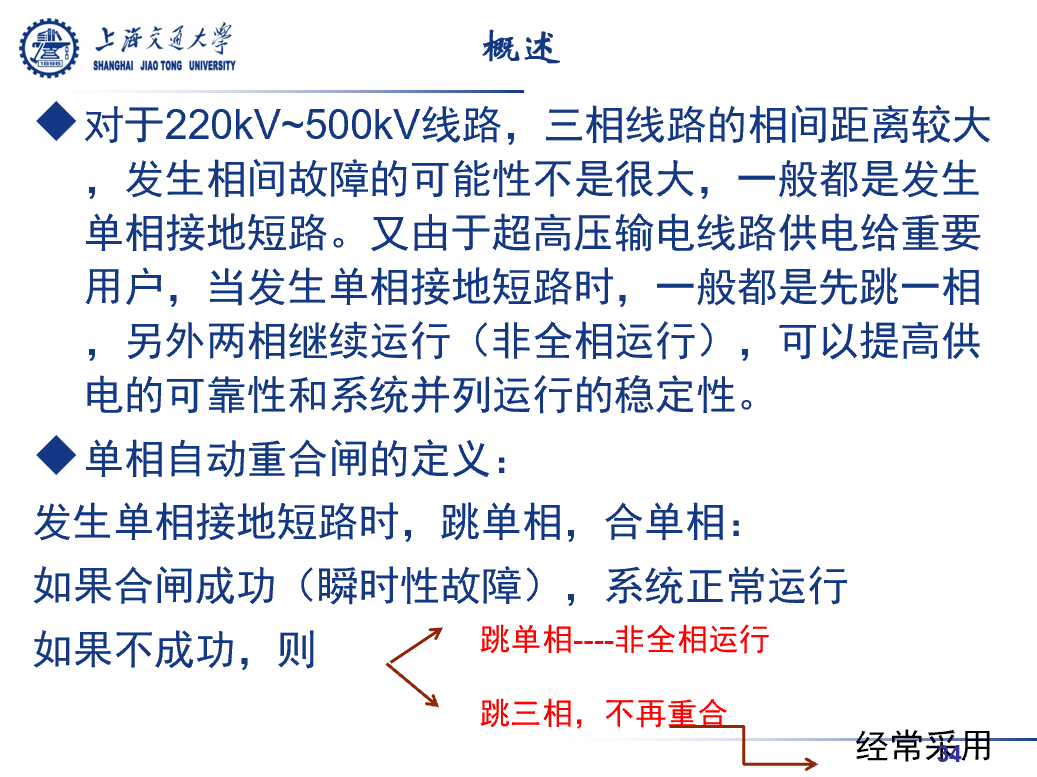 上海交通大学
SHANGHAI JIAO TONG UNIVERSITY
1896
概述
对于220kV~500kV线路，三相线路的相间距离较大
，发生相间故障的可能性不是很大，一般都是发生
单相接地短路。又由于超高压输电线路供电给重要
用户，当发生单相接地短路时，一般都是先跳一相
，另外两相继续运行（非全相运行），可以提高供
电的可靠性和系统并列运行的稳定性。
单相自动重合闸的定义：
发生单相接地短路时，跳单相，合单相：
如果合闸成功（瞬时性故障），系统正常运行
如果不成功，则
跳单相----非全相运行
跳三相，不再重合
经常采用
34